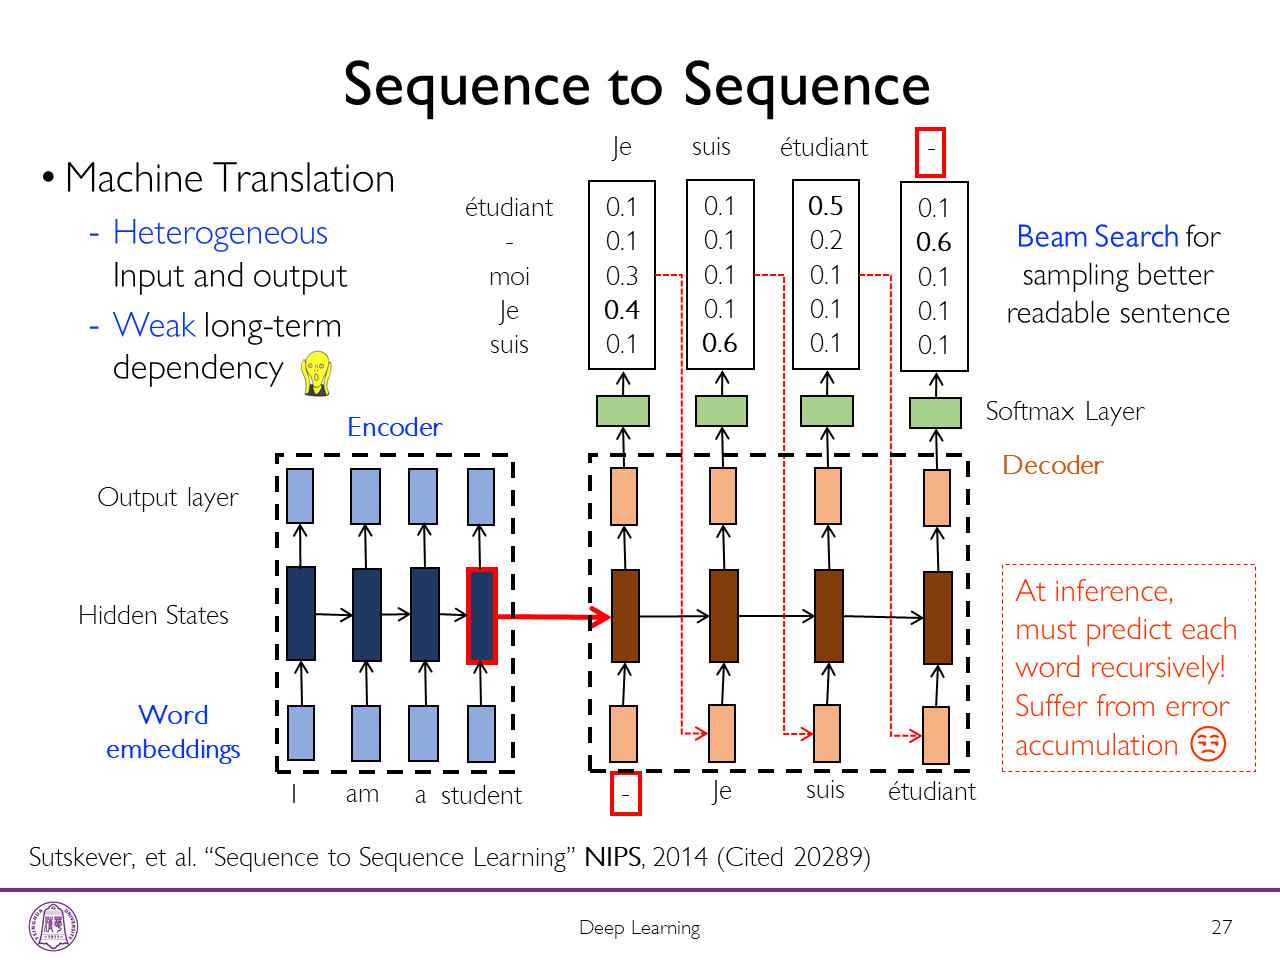 Sequence to Sequence
• Machine Translation
- Heterogeneous
Input and output
- Weak long-term
dependency
Je suis étudiant -
étudiant 0.1 0.1 0.5 0.1
- 0.1 0.1 0.2 0.6
moi 0.3 0.1 0.1 0.1
Je 0.4 0.1 0.1 0.1
suis 0.1 0.6 0.1 0.1
Beam Search for
sampling better
readable sentence
Softmax Layer
Encoder
Decoder
Output layer
Hidden States
Word
embeddings
I am a student
- Je suis étudiant
At inference,
must predict each
word recursively!
Suffer from error
accumulation
Sutskever, et al. “Sequence to Sequence Learning” NIPS, 2014 (Cited 20289)
TSINGHUA UNIVERSITY
-1911-
Deep Learning
27